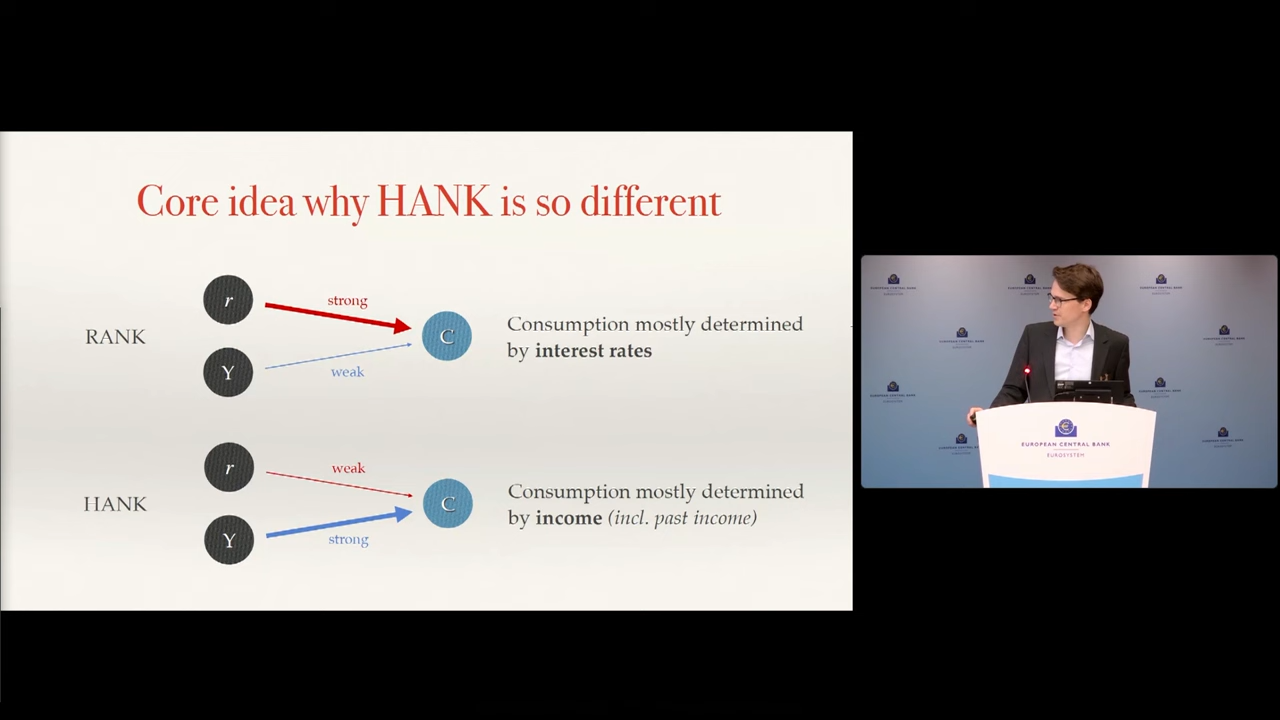 Core idea why HANK is so different
RANK
r
Y
strong
weak
C
Consumption mostly determined
by interest rates
HANK
r
Y
weak
strong
C
Consumption mostly determined
by income (incl. past income)
EUROPEAN CENTRAL BANK
EUROSYSTEM